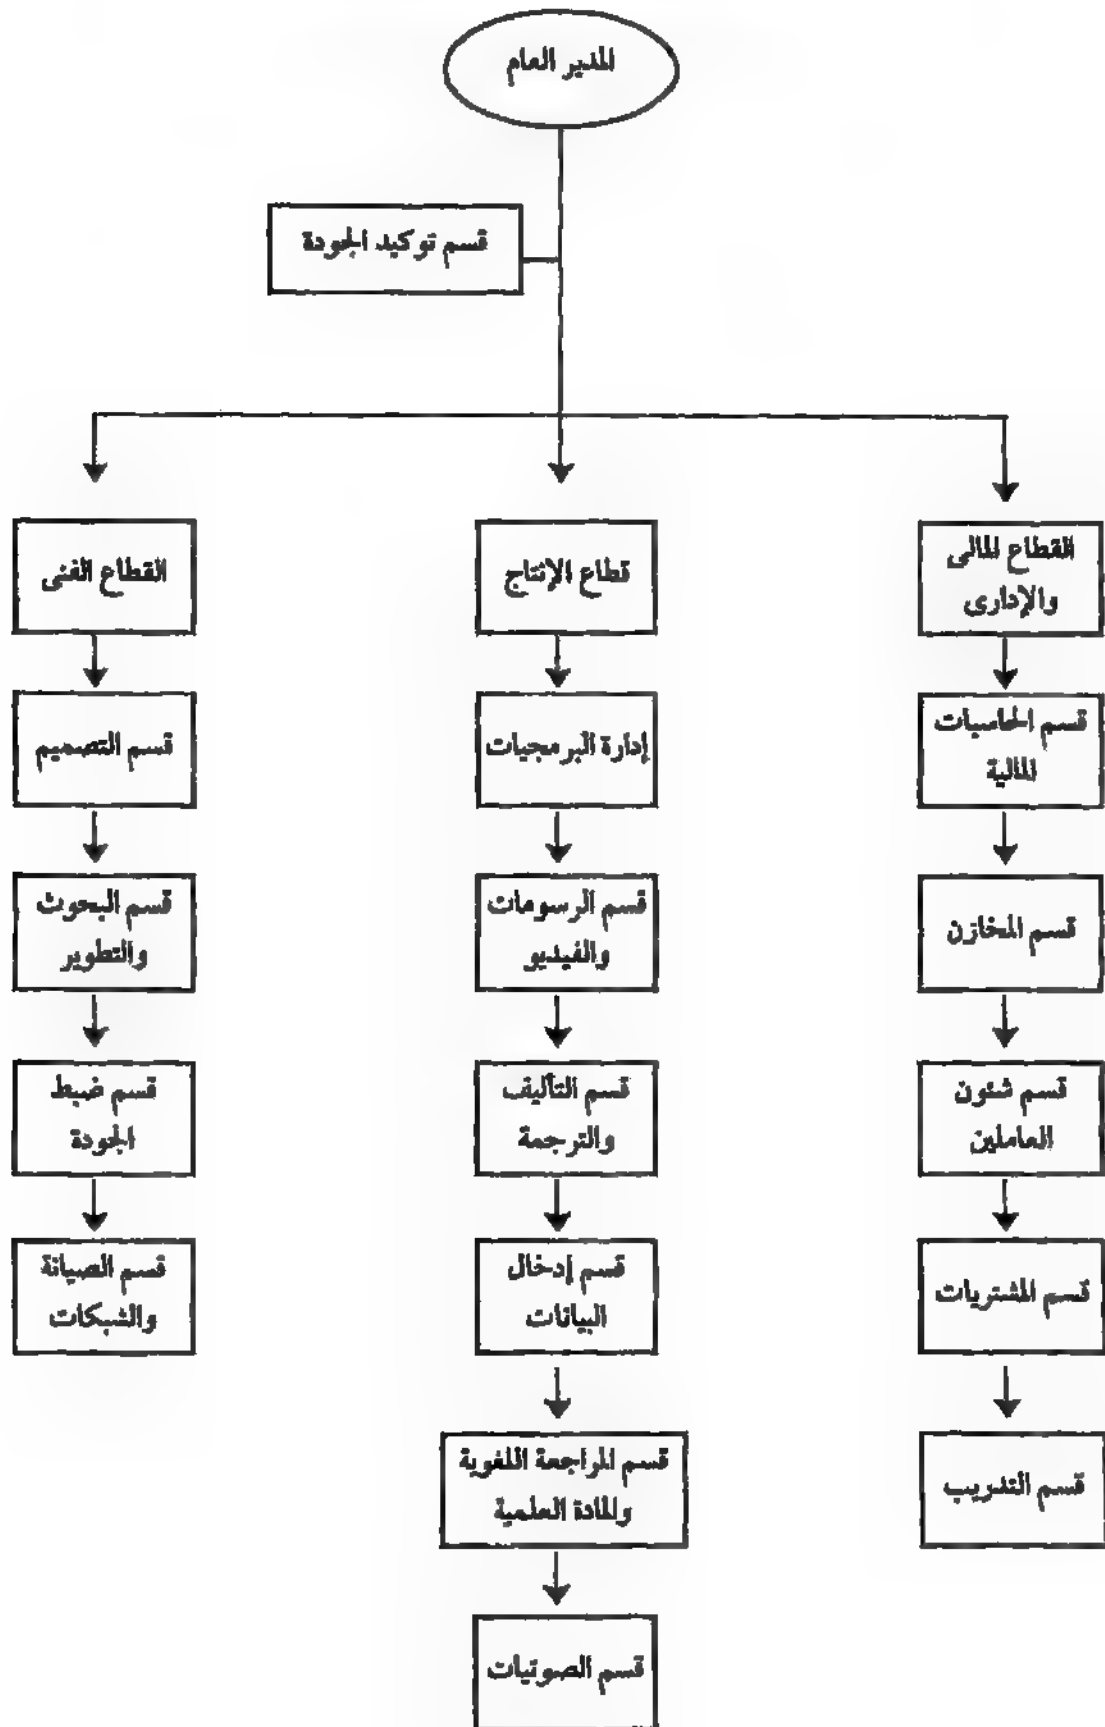 المدير العام
قسم توكيد الجودة
القطاع المالى
والإدارى
قطاع الإنتاج
القطاع الفنى
قسم الحاسبات
المالية
إدارة البرمجيات
قسم التصميم
قسم المخازن
قسم الرسومات
والفيديو
قسم البحوث
والتطوير
قسم شئون
العاملين
قسم التأليف
والترجمة
قسم ضبط
الجودة
قسم المشتريات
قسم إدخال
البيانات
قسم الصيانة
والشبكات
قسم التدريب
قسم المراجعة اللغوية
والمادة العلمية
قسم الصوتيات